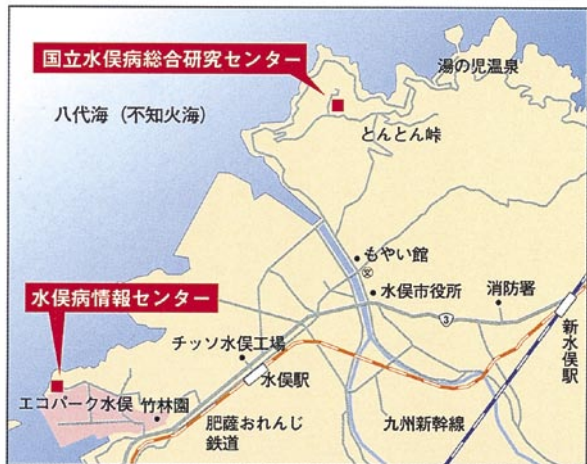 国立水俣病総合研究センター
湯の児温泉
八代海（不知火海）
とんとん峠
もやい館
文
水俣病情報センター
水俣市役所
消防署
3
新水俣駅
チッソ水俣工場
水俣駅
エコパーク水俣
竹林園
肥薩おれんじ
鉄道
九州新幹線